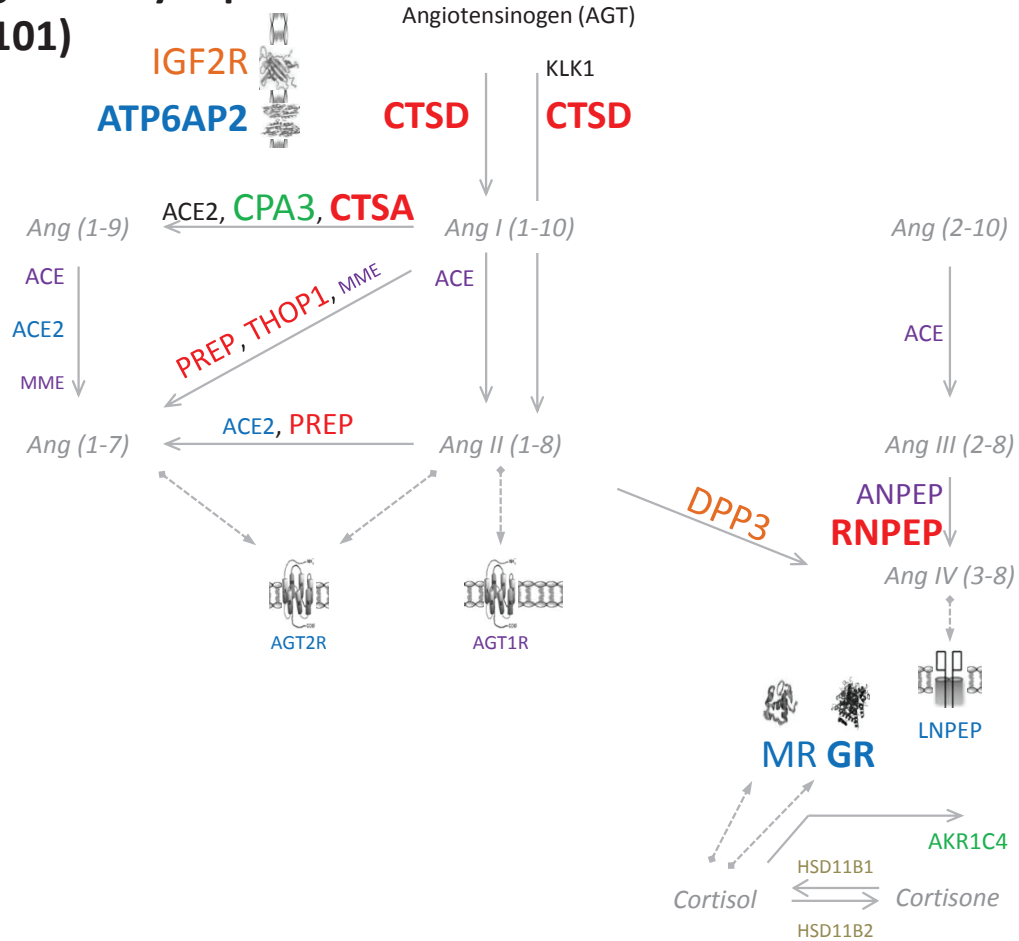 101)
Angiotensinogen (AGT)
IGF2R
KLK1
ATP6AP2
CTSD
CTSD
ACE2, CPA3, CTSA
Ang (1-9)
Ang I (1-10)
Ang (2-10)
ACE
ACE
PREP, THOP1, MME
ACE2
ACE
MME
ACE2, PREP
Ang (1-7)
Ang II (1-8)
Ang III (2-8)
DPP3
ANPEP
RNPEP
Ang IV (3-8)
AGT2R
AGT1R
LNPEP
MR GR
AKR1C4
HSD11B1
Cortisol
Cortisone
HSD11B2